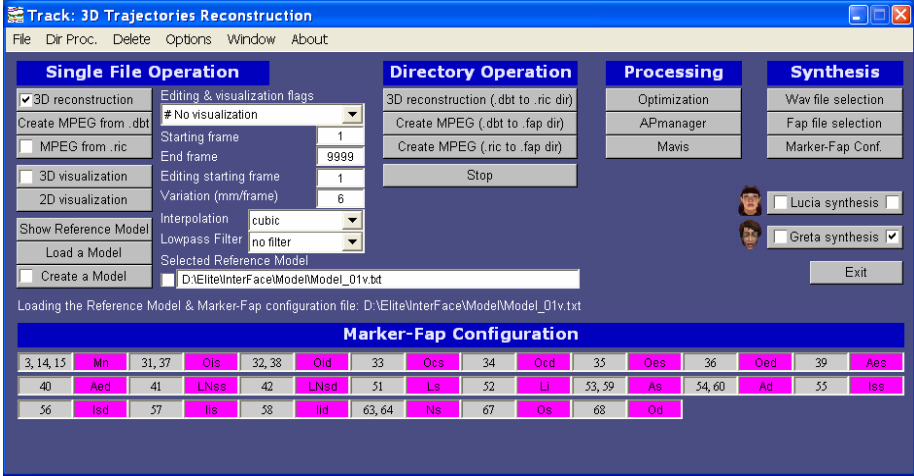 Track: 3D Trajectories Reconstruction
File Dir Proc. Delete Options Window About
Single File Operation
3D reconstruction
Create MPEG from .dbt
MPEG from .ric
3D visualization
2D visualization
Show Reference Model
Load a Model
Create a Model
Editing & visualization flags
# No visualization
Starting frame 1
End frame 9999
Editing starting frame 1
Variation (mm/frame) 6
Interpolation cubic
Lowpass Filter no filter
Selected Reference Model
D:\Elite\InterFace\Model\Model_01v.txt
Directory Operation
3D reconstruction (.dbt to .ric dir)
Create MPEG (.dbt to .fap dir)
Create MPEG (.ric to .fap dir)
Stop
Processing
Optimization
APmanager
Mavis
Synthesis
Wav file selection
Fap file selection
Marker-Fap Conf.
Lucia synthesis
Greta synthesis
Exit
Loading the Reference Model & Marker-Fap configuration file: D:\Elite\InterFace\Model\Model_01v.txt
Marker-Fap Configuration
3, 14, 15 Mn 31, 37 Ois 32, 38 Oid 33 Ocs 34 Ocd 35 Oes 36 Oed 39 Aes
40 Aed 41 LNss 42 LNsd 51 Ls 52 Li 53, 59 As 54, 60 Ad 55 Iss
56 Isd 57 Iis 58 Iid 63, 64 Ns 67 Os 68 Od